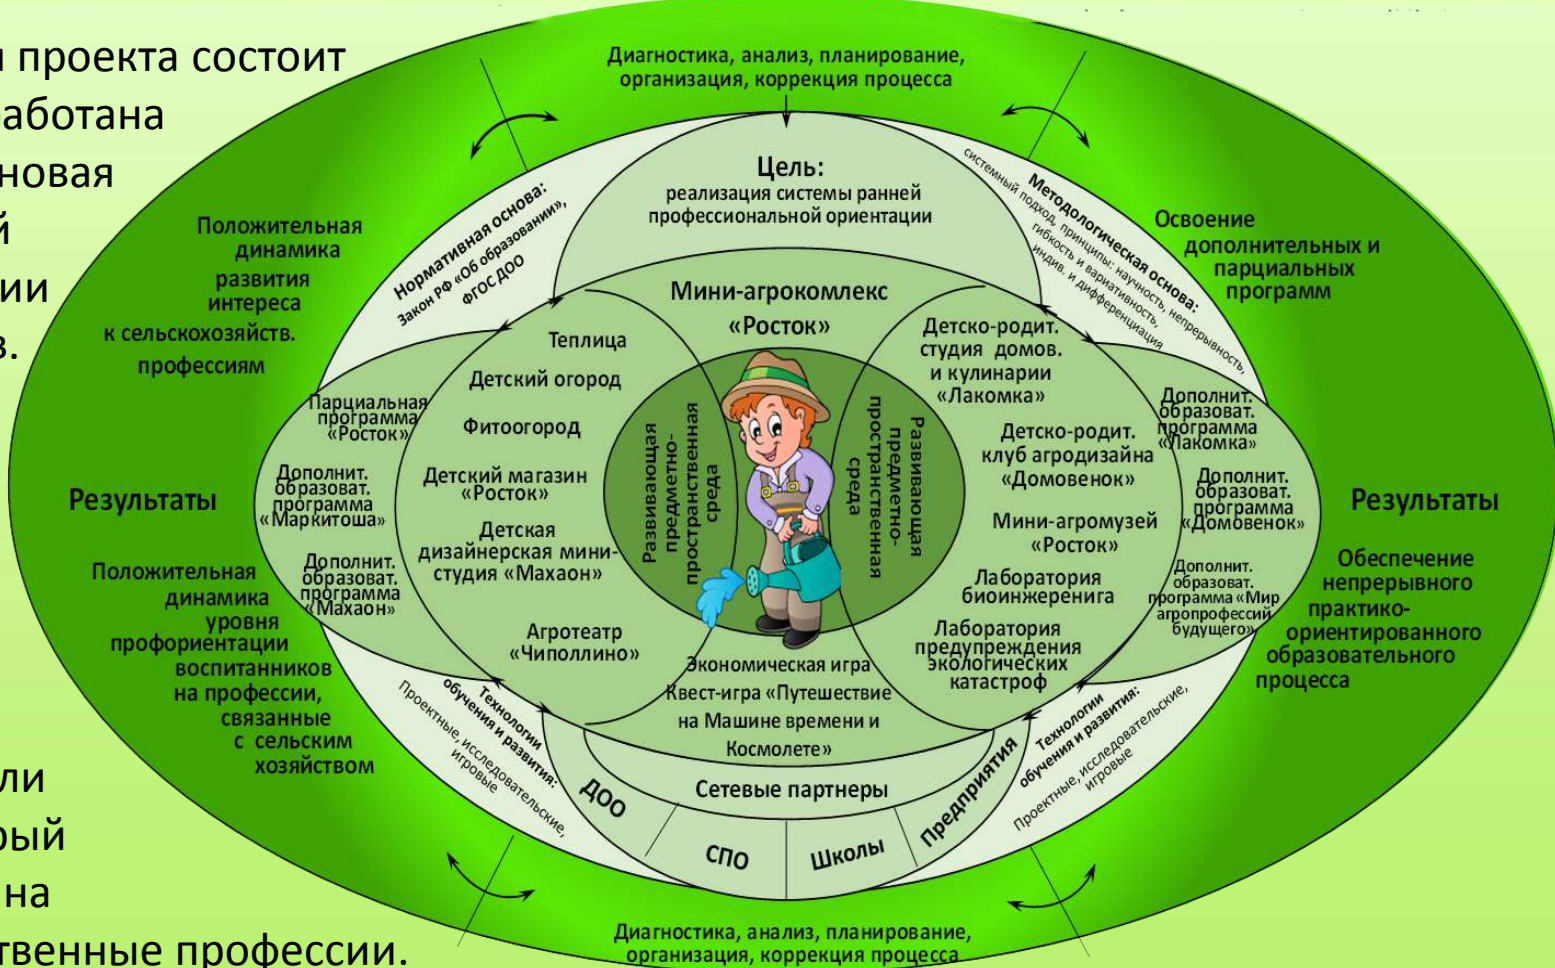 проекта состоит
новая
Диагностика, анализ, планирование,
организация, коррекция процесса
Цель:
реализация системы ранней
профессиональной ориентации
Нормативная основа:
Закон РФ «Об образовании»,
ФГОС ДОО
Методологическая основа:
системный подход, принципы: научность, непрерывность,
гибкость и вариативность,
индив. и дифференциация
Положительная
динамика
развития
интереса
к сельскохозяйств.
профессиям
Освоение
дополнительных и
парциальных
программ
Результаты
Положительная
динамика
уровня
профориентации
воспитанников
на профессии,
связанные
с сельским
хозяйством
Парциальная
программа
«Росток»
Дополнит.
образоват.
программа
«Маркитоша»
Дополнит.
образоват.
программа
«Махаон»
Теплица
Детский огород
Фитоогород
Детский магазин
«Росток»
Детская
дизайнерская мини-
студия «Махаон»
Агротеатр
«Чиполлино»
Мини-агрокомплекс
«Росток»
Развивающая
предметно-
пространственная
среда
Развивающая
предметно-
пространственная
среда
Детско-родит.
студия домов.
и кулинарии
«Лакомка»
Детско-родит.
клуб агродизайна
«Домовенок»
Мини-агромузей
«Росток»
Лаборатория
биоинженеринга
Лаборатория
предупреждения
экологических
катастроф
Дополнит.
образоват.
программа
«Лакомка»
Дополнит.
образоват.
программа
«Домовенок»
Дополнит.
образоват.
программа «Мир
агропрофессий
будущего»
Результаты
Обеспечение
непрерывного
практико-
ориентированного
образовательного
процесса
Экономическая игра
Квест-игра «Путешествие
на Машине времени и
Космолете»
Сетевые партнеры
ДОО
СПО
Школы
Предприятия
Технологии
обучения и развития:
Проектные, исследовательские,
игровые
Технологии
обучения и развития:
Проектные, исследовательские,
игровые
Диагностика, анализ, планирование,
организация, коррекция процесса
на
профессии.